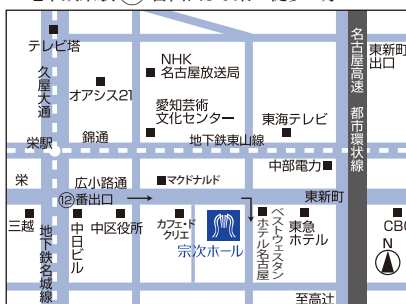 テレビ塔
久屋大通
オアシス21
NHK
名古屋放送局
愛知芸術
文化センター
東海テレビ
名古屋高速 都市環状線
東新町
出口
栄駅
錦通
地下鉄東山線
中部電力
栄
広小路通
マクドナルド
東新町
⑫番出口
三越
地下鉄名城線
中日ビル
中区役所
カフェ・ド
クリエ
宗次ホール
ベストウェスタン
ホテル名古屋
東急
ホテル
CBC
N
至高辻